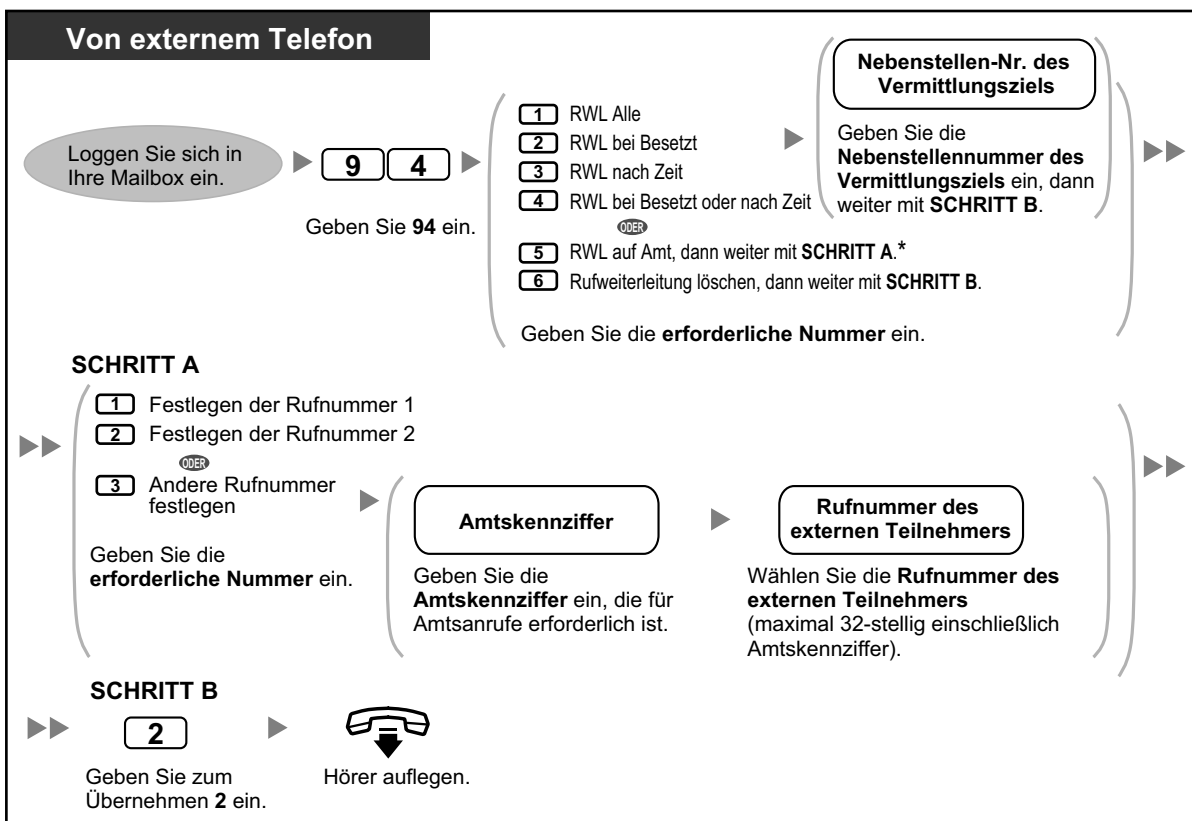 Von externem Telefon
Loggen Sie sich in
Ihre Mailbox ein.
9 4
Geben Sie 94 ein.
1 RWL Alle
2 RWL bei Besetzt
3 RWL nach Zeit
4 RWL bei Besetzt oder nach Zeit
ODER
5 RWL auf Amt, dann weiter mit SCHRITT A.*
6 Rufweiterleitung löschen, dann weiter mit SCHRITT B.
Geben Sie die erforderliche Nummer ein.
Nebenstellen-Nr. des
Vermittlungsziels
Geben Sie die
Nebenstellennummer des
Vermittlungsziels ein, dann
weiter mit SCHRITT B.
SCHRITT A
1 Festlegen der Rufnummer 1
2 Festlegen der Rufnummer 2
ODER
3 Andere Rufnummer
festlegen
Geben Sie die
erforderliche Nummer ein.
Amtskennziffer
Geben Sie die
Amtskennziffer ein, die für
Amtsanrufe erforderlich ist.
Rufnummer des
externen Teilnehmers
Wählen Sie die Rufnummer des
externen Teilnehmers
(maximal 32-stellig einschließlich
Amtskennziffer).
SCHRITT B
2
Geben Sie zum
Übernehmen 2 ein.
Hörer auflegen.